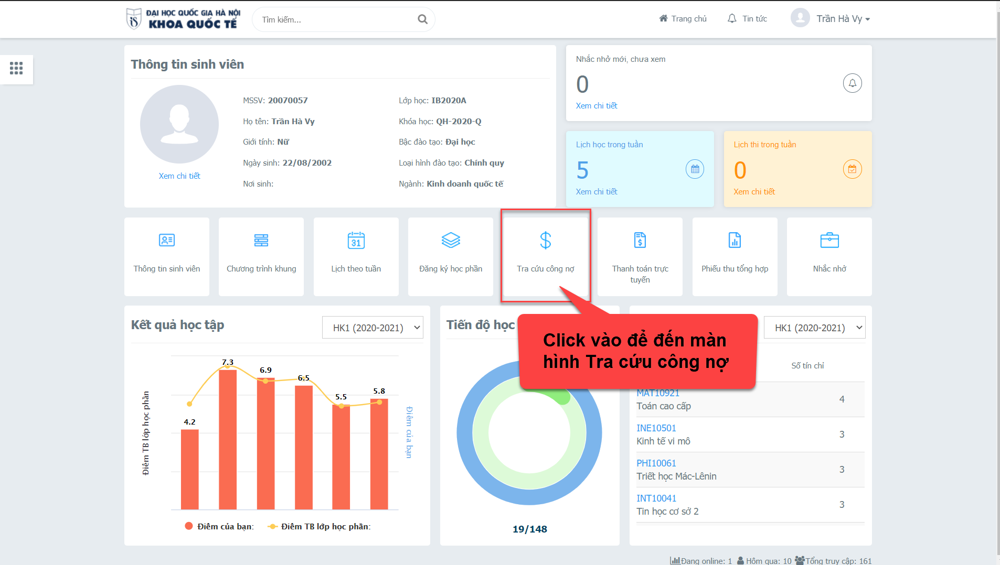 ĐẠI HỌC QUỐC GIA HÀ NỘI
KHOA QUỐC TẾ
Tìm kiếm...
Trang chủ
Tin tức
Trần Hà Vy
Thông tin sinh viên
MSSV: 20070057
Họ tên: Trần Hà Vy
Giới tính: Nữ
Ngày sinh: 22/08/2002
Nơi sinh:
Xem chi tiết
Lớp học: IB2020A
Khóa học: QH-2020-Q
Bậc đào tạo: Đại học
Loại hình đào tạo: Chính quy
Ngành: Kinh doanh quốc tế
Nhắc nhở mới, chưa xem
0
Xem chi tiết
Lịch học trong tuần
5
Xem chi tiết
Lịch thi trong tuần
0
Xem chi tiết
Thông tin sinh viên
Chương trình khung
31
Lịch theo tuần
Đăng ký học phần
Tra cứu công nợ
Thanh toán trực
tuyến
Phiếu thu tổng hợp
Nhắc nhở
Click vào để đến màn
hình Tra cứu công nợ
Kết quả học tập
HK1 (2020-2021)
Điểm TB lớp học phần
4.2
7.3
6.9
6.5
5.5
5.8
Điểm của bạn
Điểm của bạn:
Điểm TB lớp học phần:
Tiến độ học
19/148
HK1 (2020-2021)
Số tín chỉ
MAT10921
Toán cao cấp
4
INE10501
Kinh tế vi mô
3
PHI10061
Triết học Mác-Lênin
3
INT10041
Tin học cơ sở 2
3
Đang online: 1 Hôm qua: 10 Tổng truy cập: 161